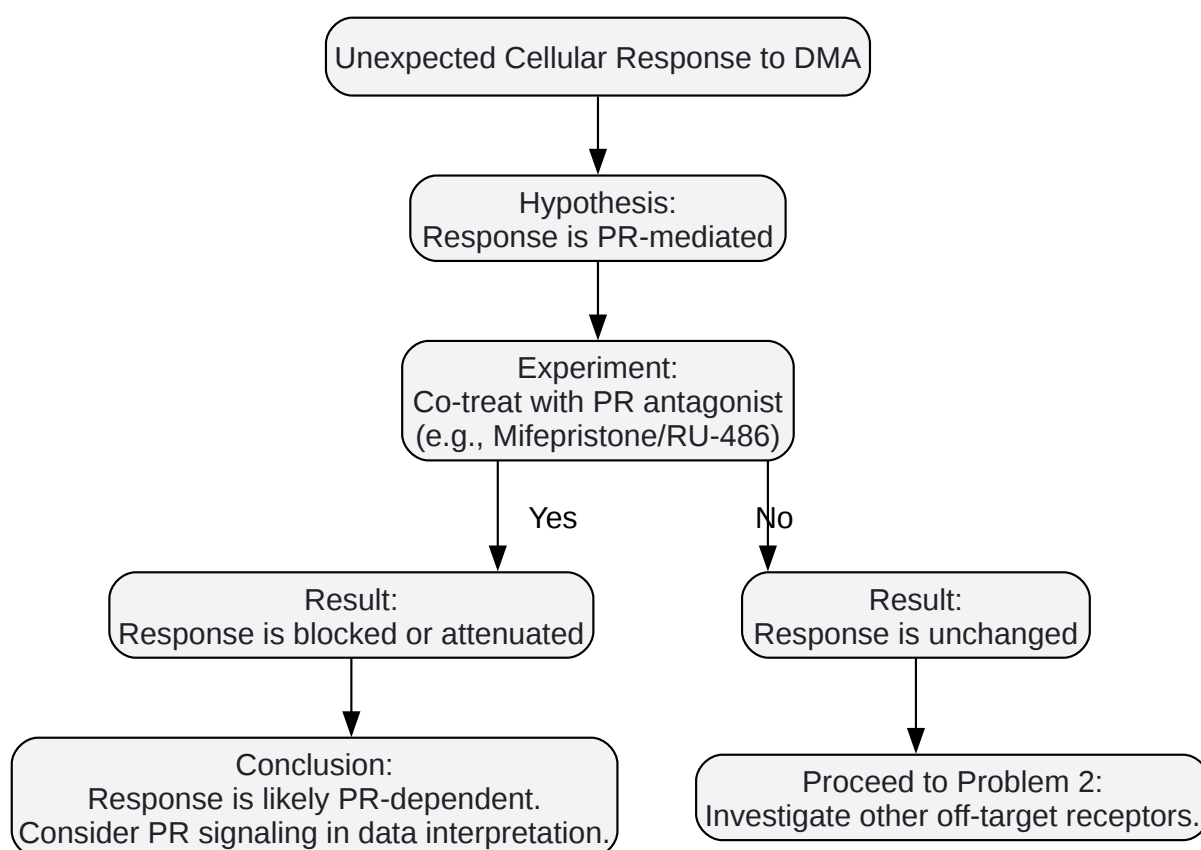 Unexpected Cellular Response to DMA
Hypothesis:
Response is PR-mediated
Experiment:
Co-treat with PR antagonist
(e.g., Mifepristone/RU-486)
Yes
No
Result:
Response is blocked or attenuated
Result:
Response is unchanged
Conclusion:
Response is likely PR-dependent.
Consider PR signaling in data interpretation.
Proceed to Problem 2:
Investigate other off-target receptors.